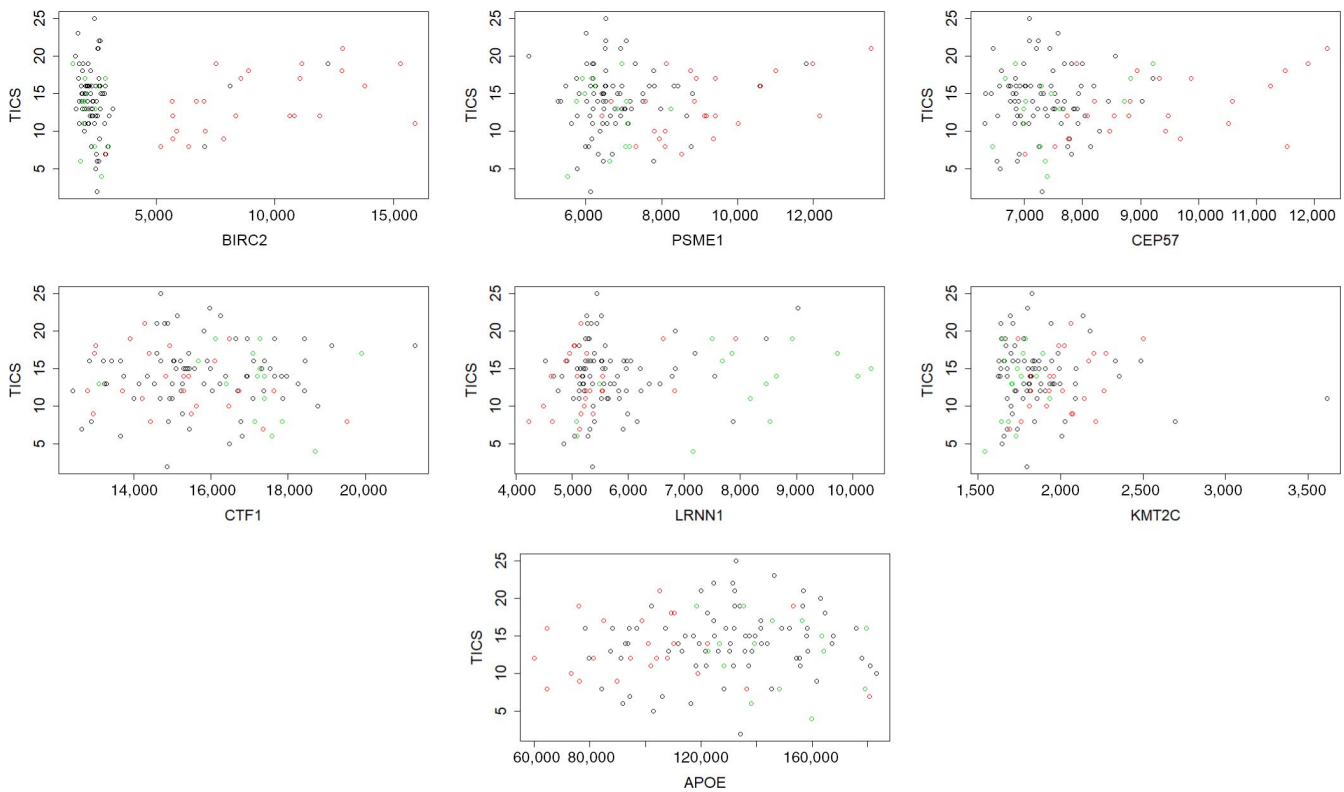 25
20
15
10
5
TICS
5,000 10,000 15,000
BIRC2
25
20
15
10
5
TICS
6,000 8,000 10,000 12,000
PSME1
25
20
15
10
5
TICS
7,000 8,000 9,000 10,000 11,000 12,000
CEP57
25
20
15
10
5
TICS
14,000 16,000 18,000 20,000
CTF1
25
20
15
10
5
TICS
4,000 5,000 6,000 7,000 8,000 9,000 10,000
LRNN1
25
20
15
10
5
TICS
1,500 2,000 2,500 3,000 3,500
KMT2C
25
20
15
10
5
TICS
60,000 80,000 120,000 160,000
APOE